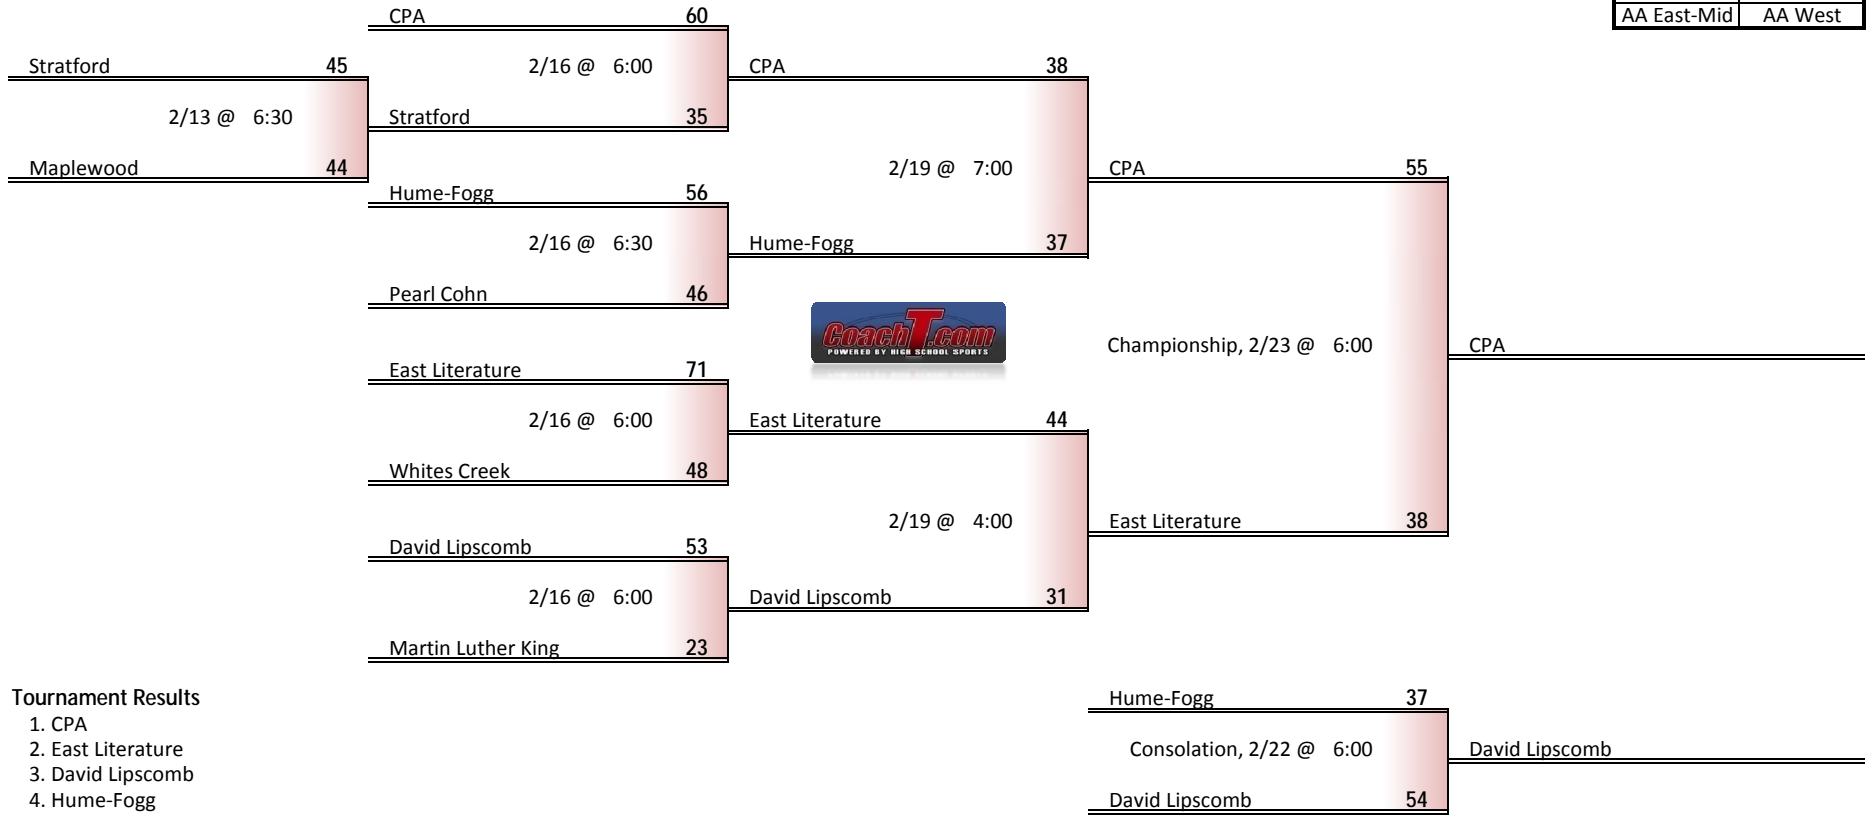 AA East-Mid AA West
CPA 60
2/16 @ 6:00
Stratford 35
Stratford 45
2/13 @ 6:30
Maplewood 44
Hume-Fogg 56
2/16 @ 6:30
Pearl Cohn 46
East Literature 71
2/16 @ 6:00
Whites Creek 48
David Lipscomb 53
2/16 @ 6:00
Martin Luther King 23
CPA 38
2/19 @ 7:00
Hume-Fogg 37
CoachT.com
POWERED BY HIGH SCHOOL SPORTS
East Literature 44
2/19 @ 4:00
David Lipscomb 31
CPA 55
Championship, 2/23 @ 6:00
East Literature 38
CPA
Tournament Results
1. CPA
2. East Literature
3. David Lipscomb
4. Hume-Fogg
Hume-Fogg 37
Consolation, 2/22 @ 6:00
David Lipscomb 54
David Lipscomb